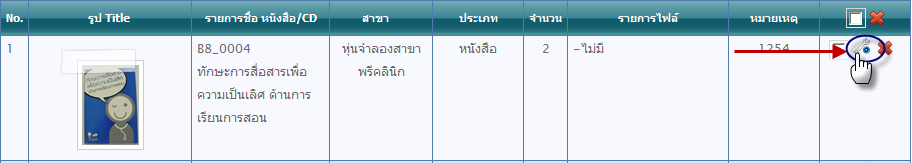 No. รูป Title รายการชื่อ หนังสือ/CD สาขา ประเภท จำนวน รายการไฟล์ หมายเหตุ
1 B8_0004 หุ่นจำลองสาขา หนังสือ 2 -ไม่มี 1254
ทักษะการสื่อสารเพื่อ พรีคลินิก
ความเป็นเลิศ ด้านการ
เรียนการสอน